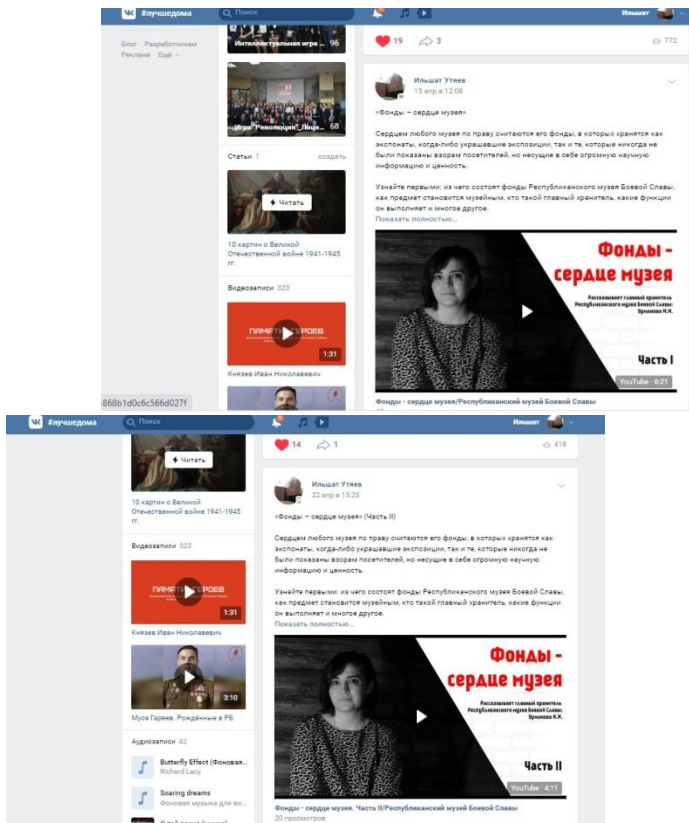 #лучшедома
Поиск
Ильшат
Блог Разработчикам
Реклама Ещё
Интеллектуальная игра ... 96
Игра "Революция"_Лице... 68
Статьи 1 создать
Читать
10 картин о Великой
Отечественной войне 1941-1945
гг.
Видеозаписи 323
ПАМЯТИ ГЕРОЕВ
1:31
Князев Иван Николаевич
19 3 772
Ильшат Утяев
15 апр в 12:08
«Фонды – сердце музея»
Сердцем любого музея по праву считаются его фонды, в которых хранятся как
экспонаты, когда-либо украшавшие экспозиции, так и те, которые никогда не
были показаны взорам посетителей, но несущие в себе огромную научную
информацию и ценность.
Узнайте первыми: из чего состоят фонды Республиканского музея Боевой Славы,
как предмет становится музейным, кто такой главный хранитель, какие функции
он выполняет и многое другое.
Показать полностью...
Фонды -
сердце музея
Рассказывает главный хранитель
Республиканского музея Боевой Славы:
Урманова Н.Н.
Часть I
YouTube · 6:21
Фонды - сердце музея/Республиканский музей Боевой Славы
868b1d0c6c566d027f
#лучшедома
Поиск
Ильшат
Читать
10 картин о Великой
Отечественной войне 1941-1945
гг.
Видеозаписи 323
ПАМЯТИ ГЕРОЕВ
1:31
Князев Иван Николаевич
3:10
Муса Гареев. Рождённые в РБ.
Аудиозаписи 42
Butterfly Effect (Фоновая...
Richard Lacy
Soaring dreams
Фоновая музыка для ви...
14 1 418
Ильшат Утяев
22 апр в 15:25
«Фонды – сердце музея» (Часть II)
Сердцем любого музея по праву считаются его фонды, в которых хранятся как
экспонаты, когда-либо украшавшие экспозиции, так и те, которые никогда не
были показаны взорам посетителей, но несущие в себе огромную научную
информацию и ценность.
Узнайте первыми: из чего состоят фонды Республиканского музея Боевой Славы,
как предмет становится музейным, кто такой главный хранитель, какие функции
он выполняет и многое другое.
Показать полностью...
Фонды -
сердце музея
Рассказывает главный хранитель
Республиканского музея Боевой Славы:
Урманова Н.Н.
Часть II
YouTube · 4:11
Фонды - сердце музея. Часть II/Республиканский музей Боевой Славы
20 просмотров